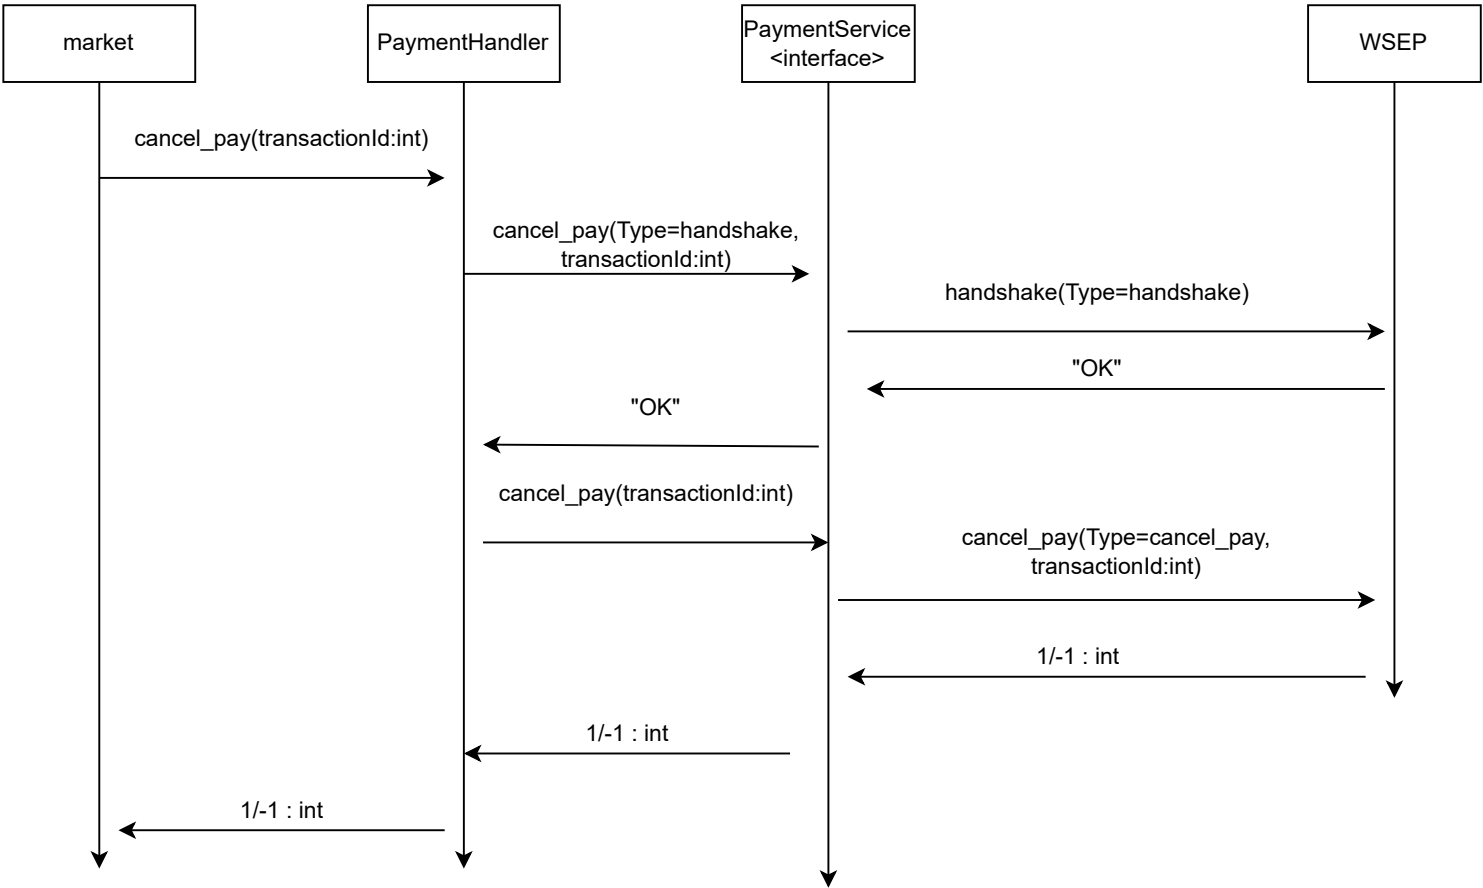 market
PaymentHandler
PaymentService
<interface>
WSEP
cancel_pay(transactionId:int)
cancel_pay(Type=handshake,
transactionId:int)
handshake(Type=handshake)
"OK"
"OK"
cancel_pay(transactionId:int)
cancel_pay(Type=cancel_pay,
transactionId:int)
1/-1 : int
1/-1 : int
1/-1 : int